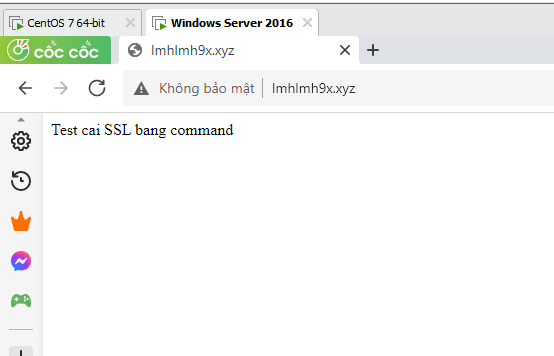 CentOS 7 64-bit
Windows Server 2016
cốc cốc
lmhlmh9x.xyz
Không bảo mật
lmhlmh9x.xyz
Test cai SSL bang command